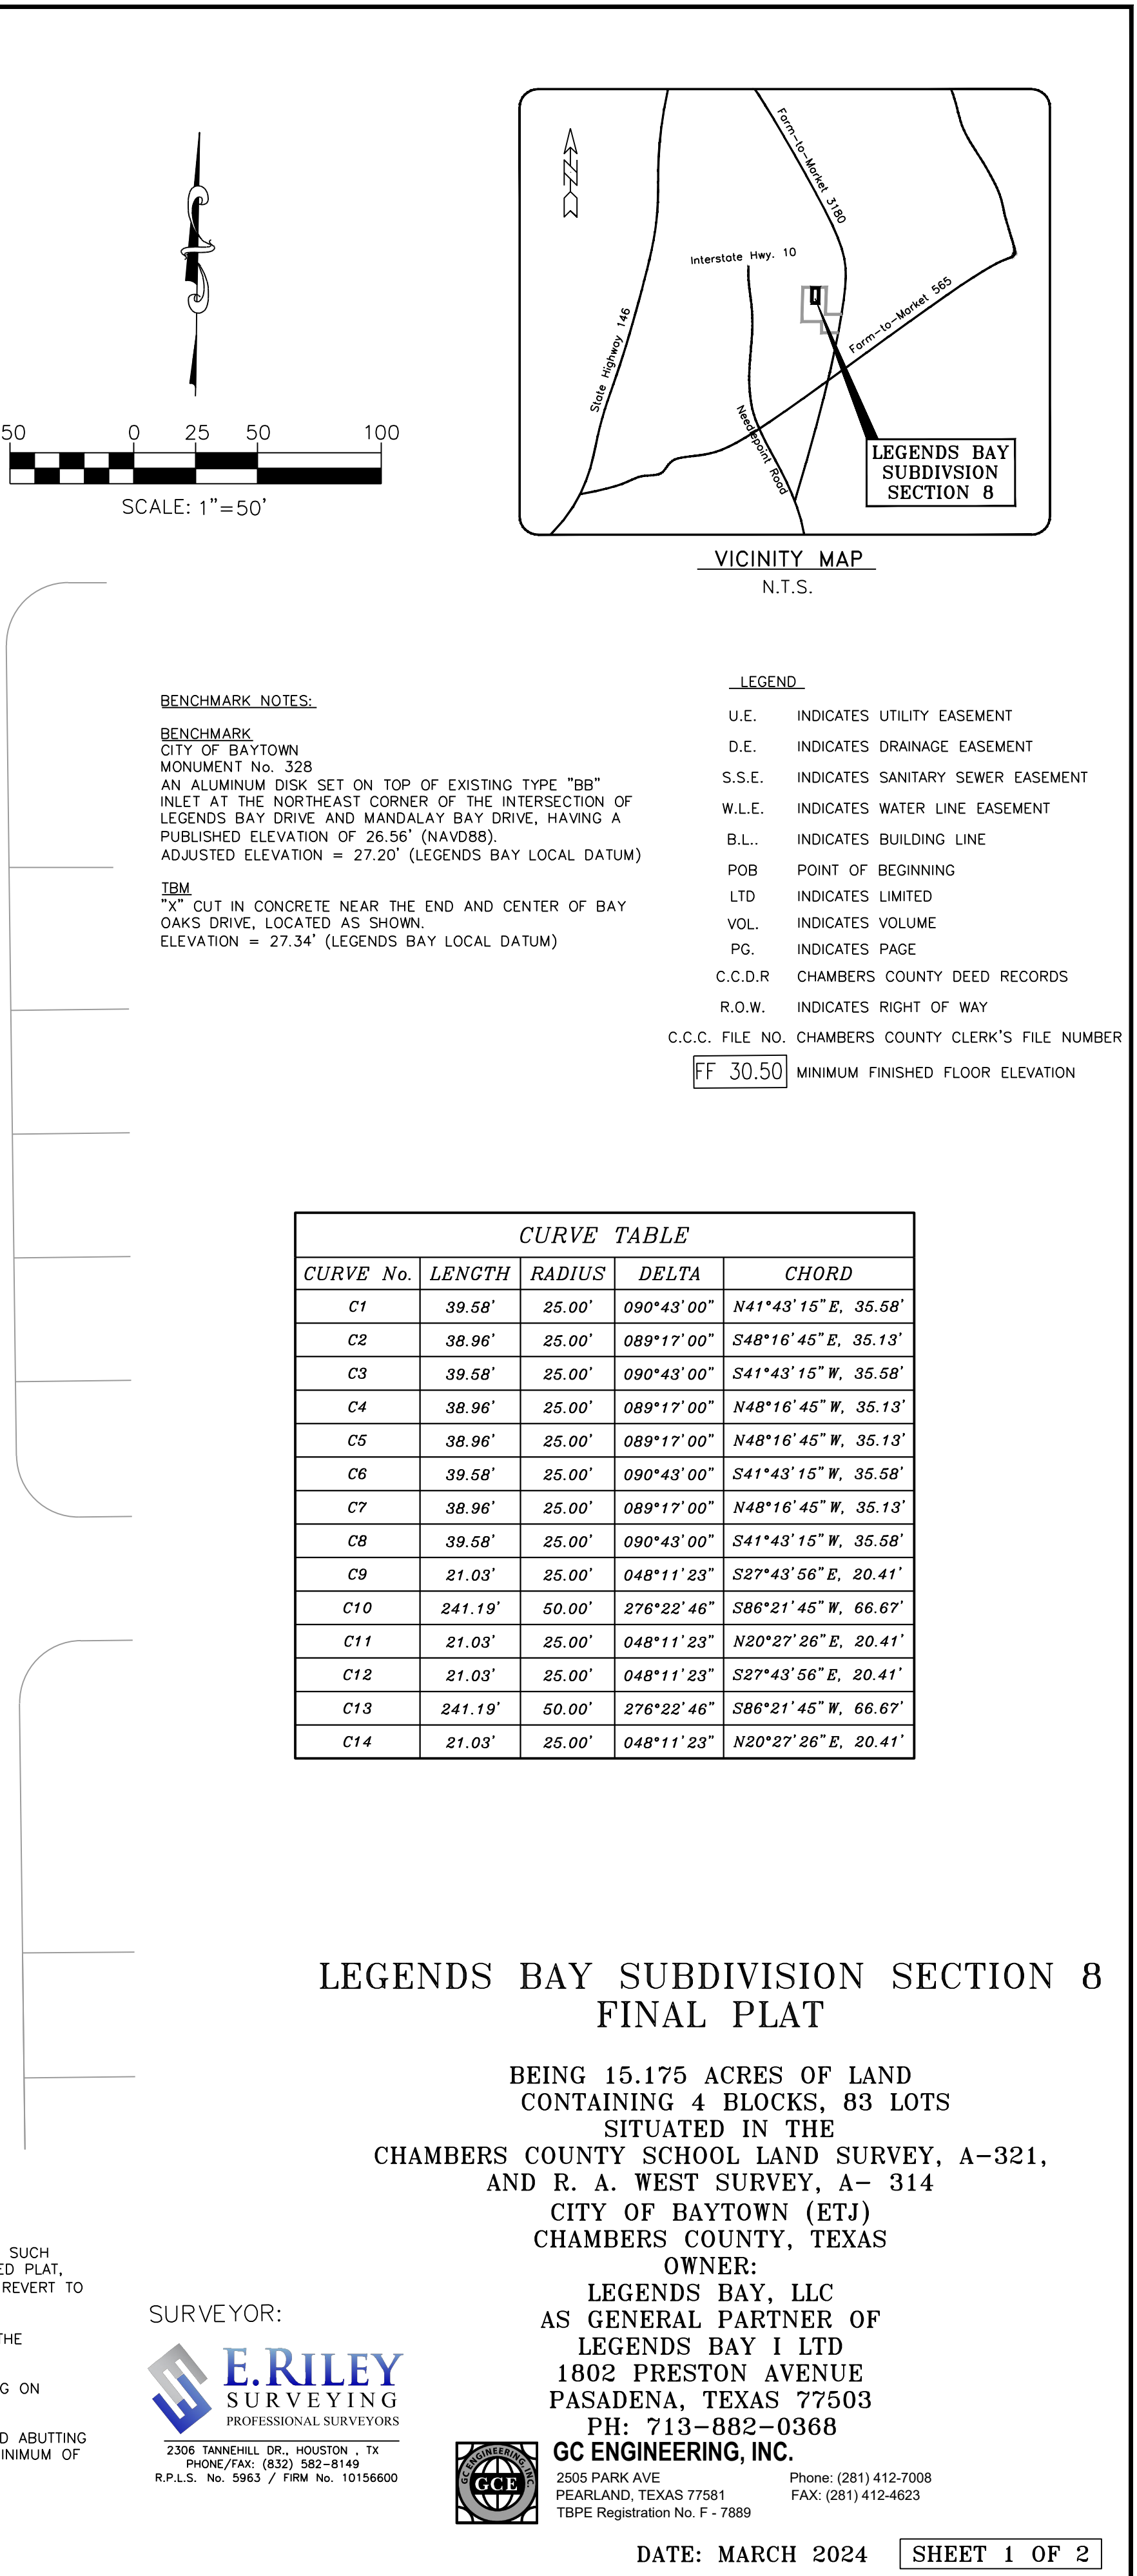 Farm-to-Market 3180
Interstate Hwy. 10
State Highway 146
Farm-to-Market 565
Needlepoint Road
LEGENDS BAY
SUBDIVSION
SECTION 8
VICINITY MAP
N.T.S.
50 0 25 50 100
SCALE: 1"=50'
BENCHMARK NOTES:
BENCHMARK
CITY OF BAYTOWN
MONUMENT No. 328
AN ALUMINUM DISK SET ON TOP OF EXISTING TYPE "BB"
INLET AT THE NORTHEAST CORNER OF THE INTERSECTION OF
LEGENDS BAY DRIVE AND MANDALAY BAY DRIVE, HAVING A
PUBLISHED ELEVATION OF 26.56' (NAVD88).
ADJUSTED ELEVATION = 27.20' (LEGENDS BAY LOCAL DATUM)
TBM
"X" CUT IN CONCRETE NEAR THE END AND CENTER OF BAY
OAKS DRIVE, LOCATED AS SHOWN.
ELEVATION = 27.34' (LEGENDS BAY LOCAL DATUM)
LEGEND
U.E. INDICATES UTILITY EASEMENT
D.E. INDICATES DRAINAGE EASEMENT
S.S.E. INDICATES SANITARY SEWER EASEMENT
W.L.E. INDICATES WATER LINE EASEMENT
B.L.. INDICATES BUILDING LINE
POB POINT OF BEGINNING
LTD INDICATES LIMITED
VOL. INDICATES VOLUME
PG. INDICATES PAGE
C.C.D.R CHAMBERS COUNTY DEED RECORDS
R.O.W. INDICATES RIGHT OF WAY
C.C.C. FILE NO. CHAMBERS COUNTY CLERK'S FILE NUMBER
FF 30.50 MINIMUM FINISHED FLOOR ELEVATION
CURVE TABLE
CURVE No. LENGTH RADIUS DELTA CHORD
C1 39.58' 25.00' 090°43'00" N41°43'15"E, 35.58'
C2 38.96' 25.00' 089°17'00" S48°16'45"E, 35.13'
C3 39.58' 25.00' 090°43'00" S41°43'15"W, 35.58'
C4 38.96' 25.00' 089°17'00" N48°16'45"W, 35.13'
C5 38.96' 25.00' 089°17'00" N48°16'45"W, 35.13'
C6 39.58' 25.00' 090°43'00" S41°43'15"W, 35.58'
C7 38.96' 25.00' 089°17'00" N48°16'45"W, 35.13'
C8 39.58' 25.00' 090°43'00" S41°43'15"W, 35.58'
C9 21.03' 25.00' 048°11'23" S27°43'56"E, 20.41'
C10 241.19' 50.00' 276°22'46" S86°21'45"W, 66.67'
C11 21.03' 25.00' 048°11'23" N20°27'26"E, 20.41'
C12 21.03' 25.00' 048°11'23" S27°43'56"E, 20.41'
C13 241.19' 50.00' 276°22'46" S86°21'45"W, 66.67'
C14 21.03' 25.00' 048°11'23" N20°27'26"E, 20.41'
LEGENDS BAY SUBDIVISION SECTION 8
FINAL PLAT
BEING 15.175 ACRES OF LAND
CONTAINING 4 BLOCKS, 83 LOTS
SITUATED IN THE
CHAMBERS COUNTY SCHOOL LAND SURVEY, A-321,
AND R. A. WEST SURVEY, A- 314
CITY OF BAYTOWN (ETJ)
CHAMBERS COUNTY, TEXAS
OWNER:
LEGENDS BAY, LLC
AS GENERAL PARTNER OF
LEGENDS BAY I LTD
1802 PRESTON AVENUE
PASADENA, TEXAS 77503
PH: 713-882-0368
SUCH
ED PLAT,
REVERT TO
THE
G ON
D ABUTTING
INIMUM OF
SURVEYOR:
E.RILEY
SURVEYING
PROFESSIONAL SURVEYORS
2306 TANNEHILL DR., HOUSTON , TX
PHONE/FAX: (832) 582-8149
R.P.L.S. No. 5963 / FIRM No. 10156600
GC ENGINEERING, INC.
GCE
GC ENGINEERING, INC.
2505 PARK AVE Phone: (281) 412-7008
PEARLAND, TEXAS 77581 FAX: (281) 412-4623
TBPE Registration No. F - 7889
DATE: MARCH 2024 SHEET 1 OF 2